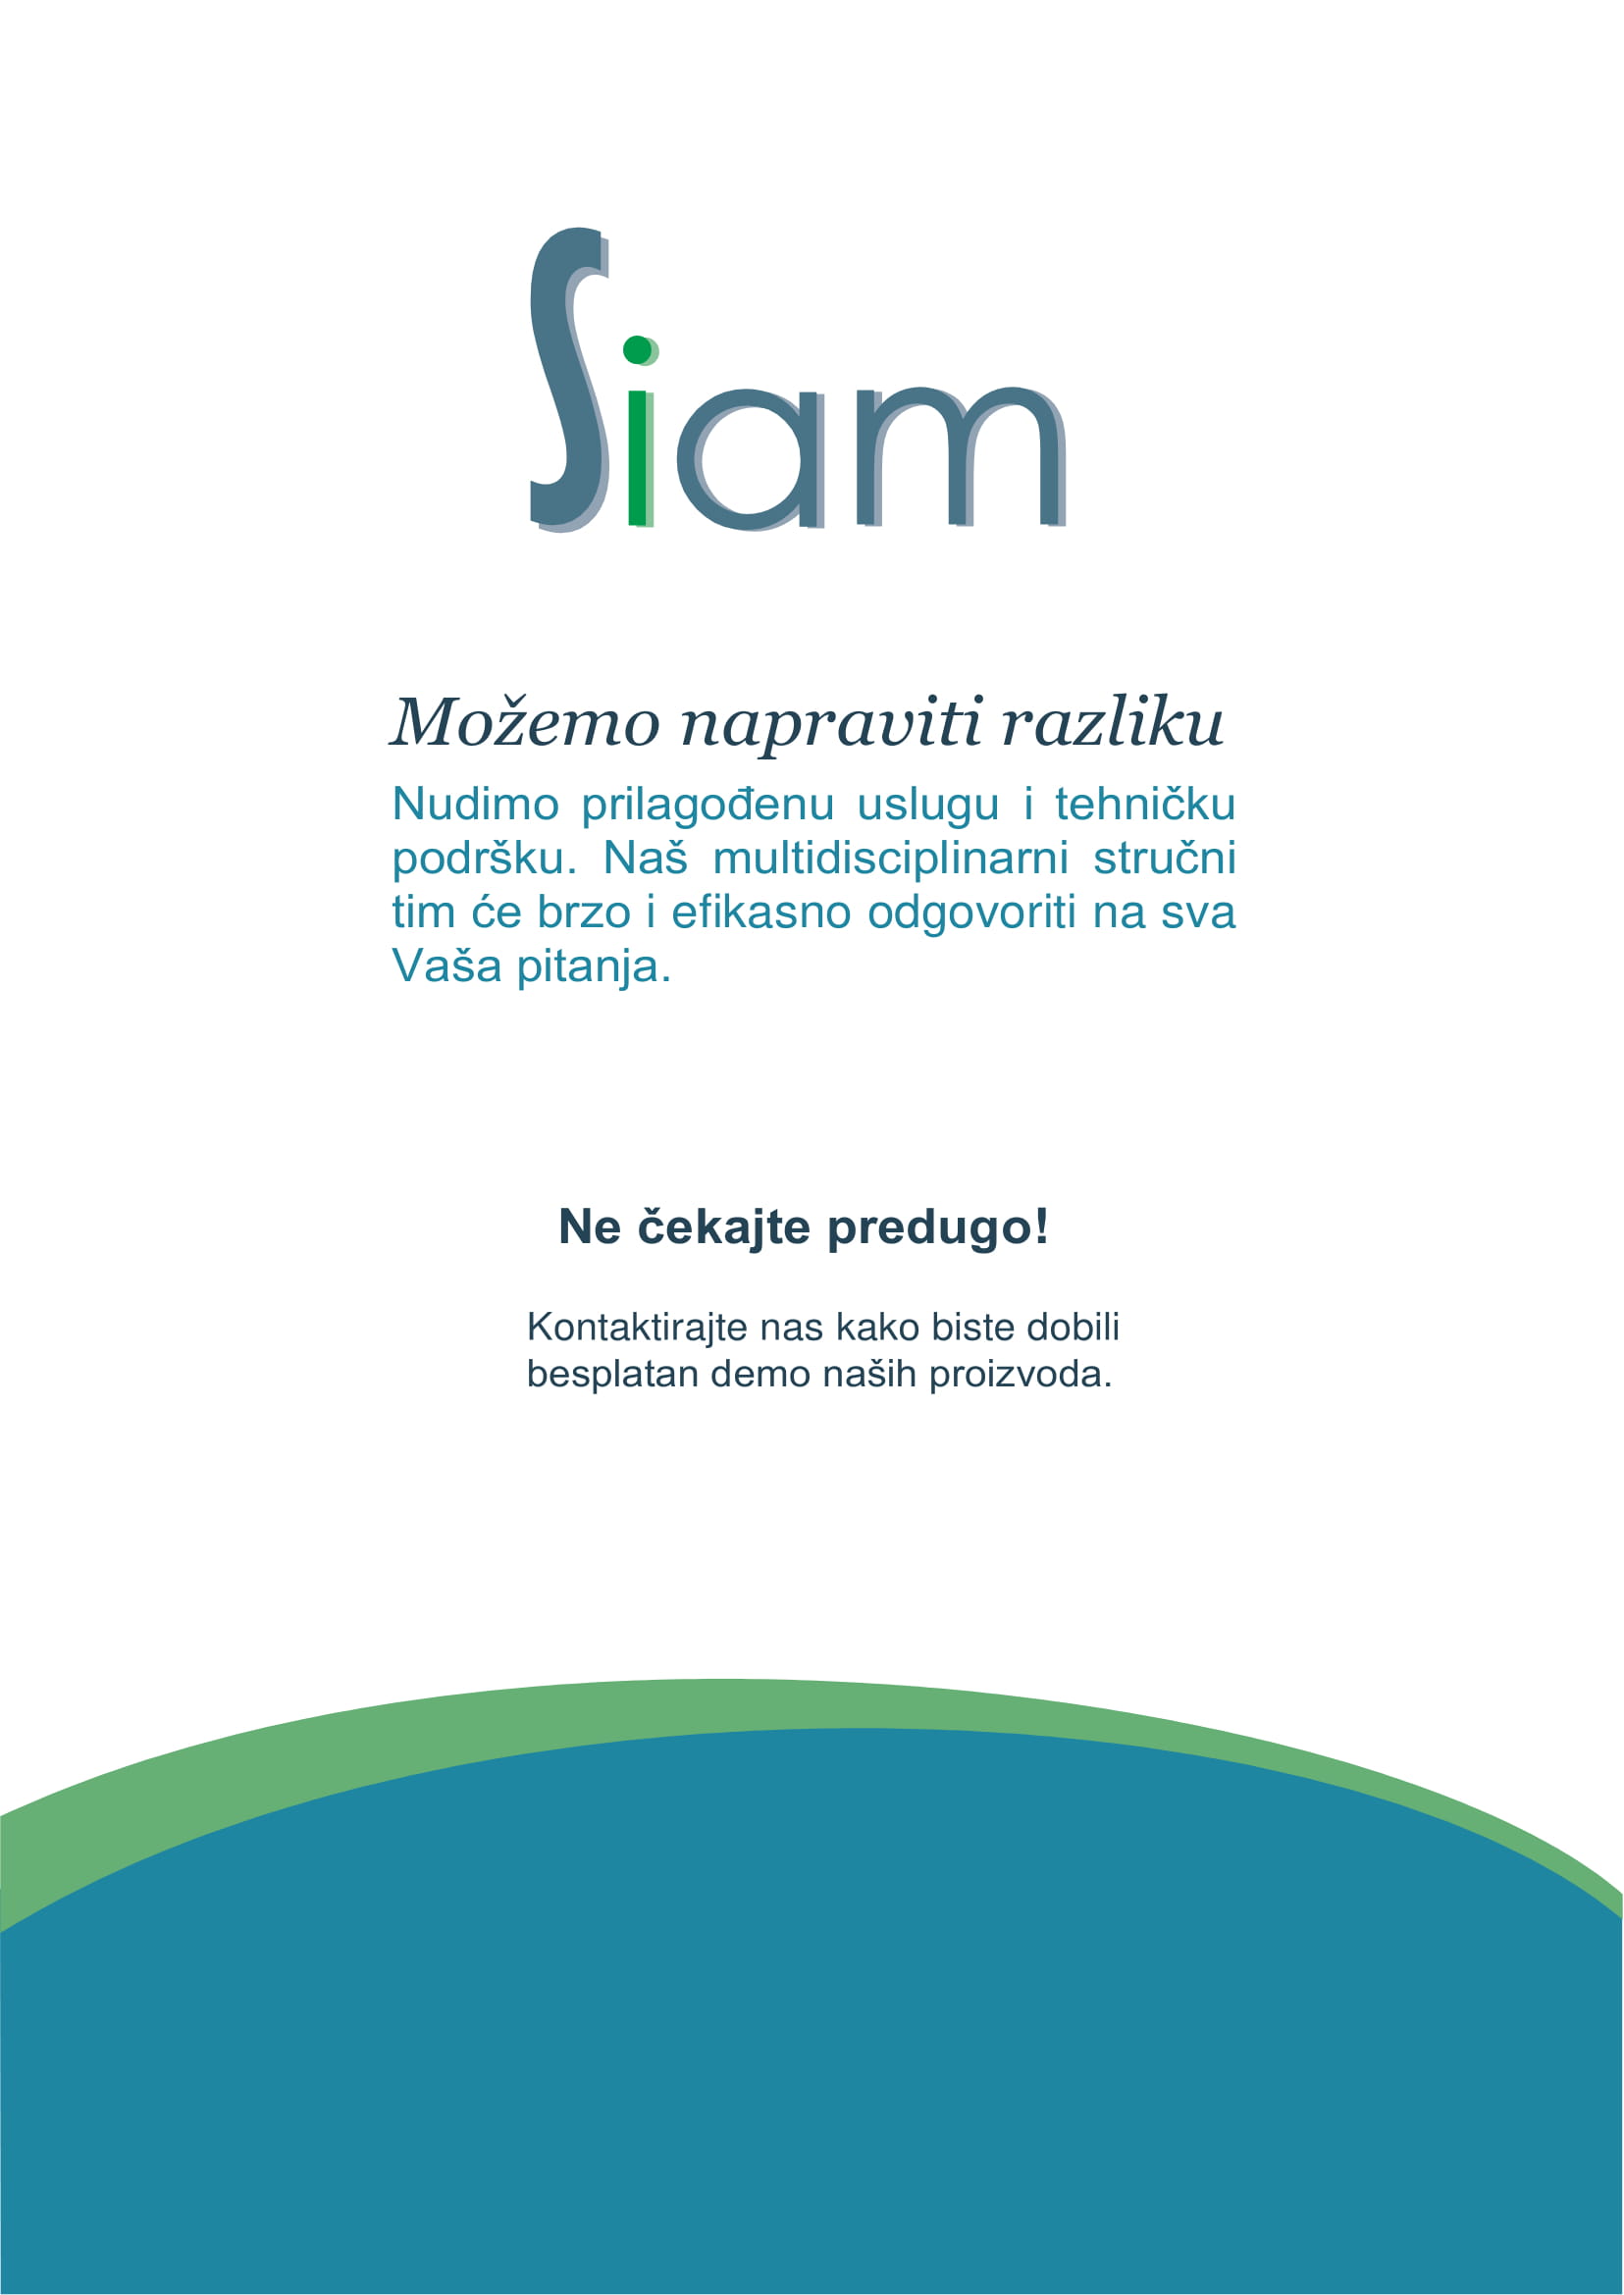 Siam
Možemo napraviti razliku
Nudimo prilagođenu uslugu i tehničku
podršku. Naš multidisciplinarni stručni
tim će brzo i efikasno odgovoriti na sva
Vaša pitanja.
Ne čekajte predugo!
Kontaktirajte nas kako biste dobili
besplatan demo naših proizvoda.